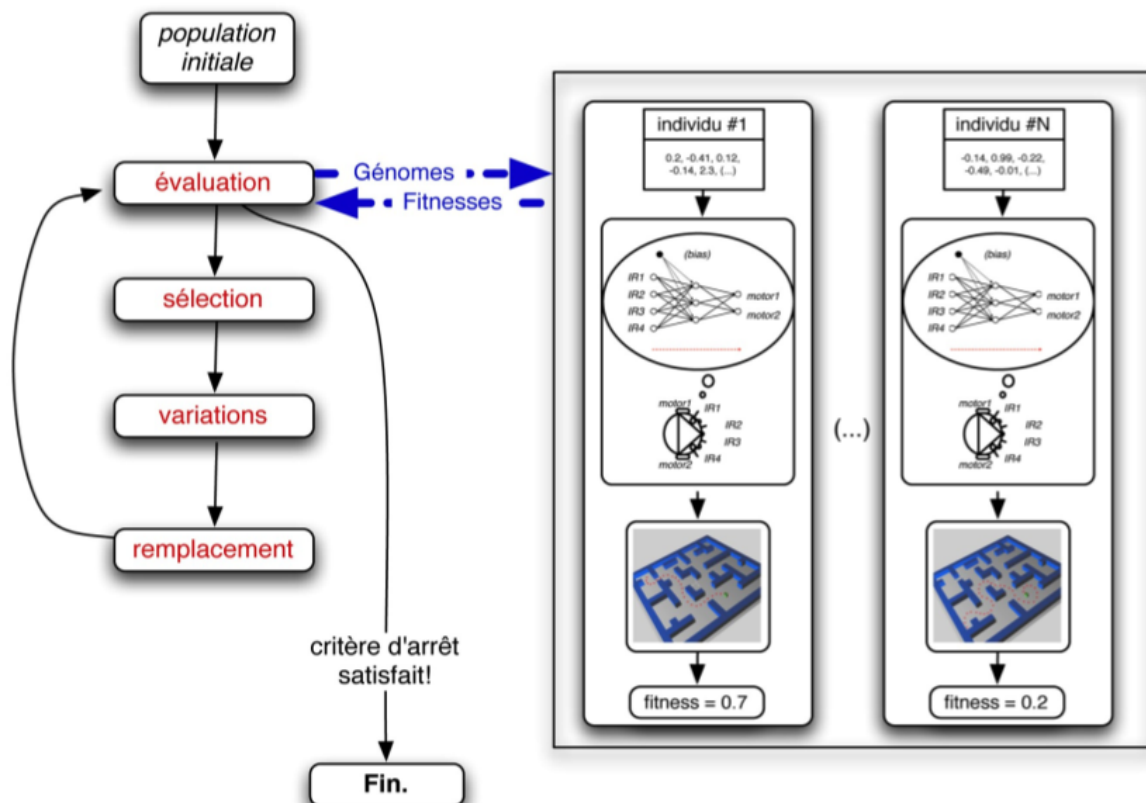 population
initiale
évaluation
sélection
variations
remplacement
critère d'arrêt
satisfait!
Fin.
Génomes
Fitnesses
individu #1
0.2, -0.41, 0.12,
-0.14, 2.3, (...)
(bias)
IR1
IR2
IR3
IR4
motor1
motor2
motor1
IR1
IR2
IR3
IR4
motor2
fitness = 0.7
(...)
individu #N
-0.14, 0.99, -0.22,
-0.49, -0.01, (...)
(bias)
IR1
IR2
IR3
IR4
motor1
motor2
motor1
IR1
IR2
IR3
IR4
motor2
fitness = 0.2